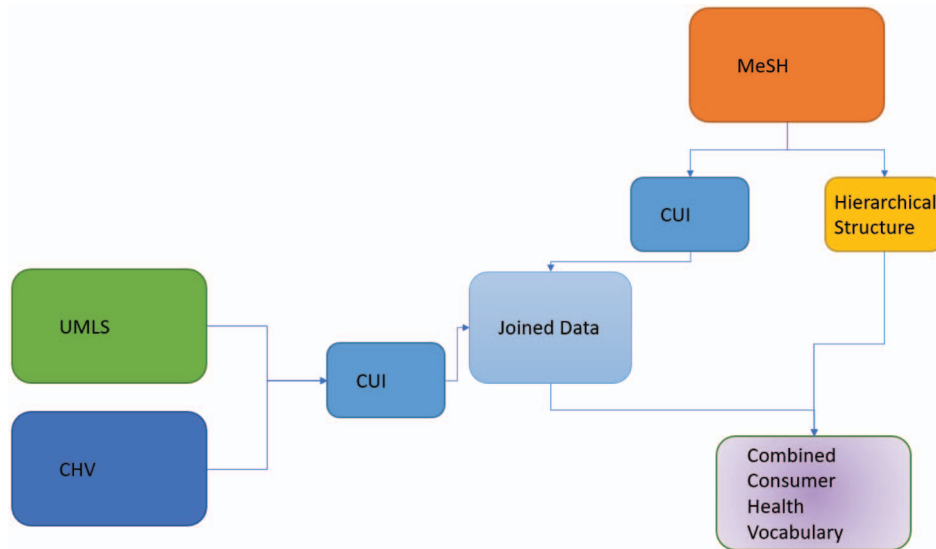 MeSH
CUI
Hierarchical
Structure
UMLS
Joined Data
CUI
CHV
Combined
Consumer
Health
Vocabulary